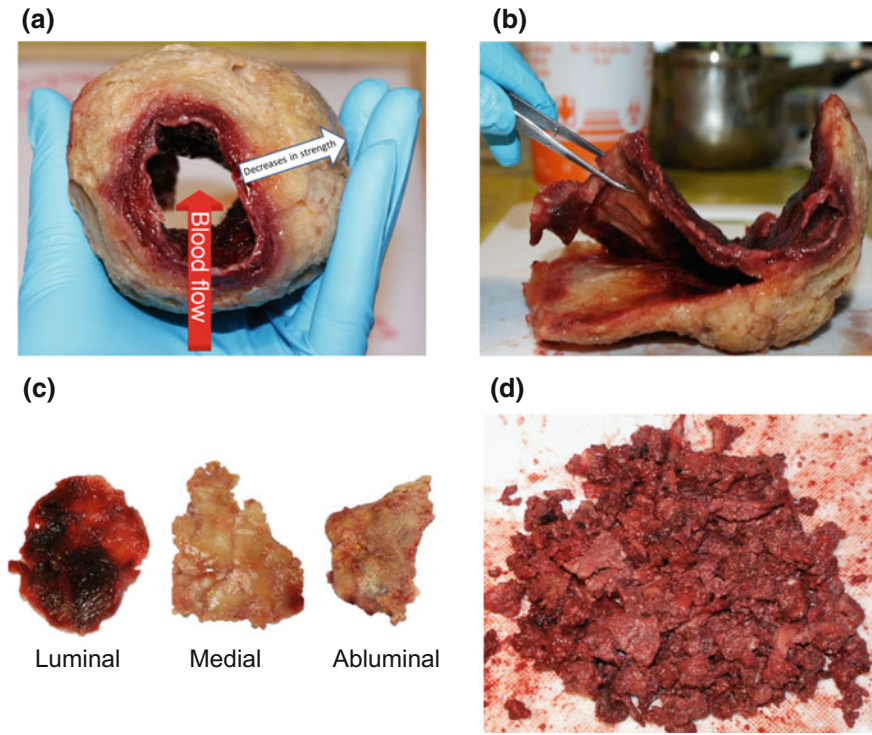 (a)
(b)
Decreases in strength
Blood flow
(c)
(d)
Luminal
Medial
Abluminal